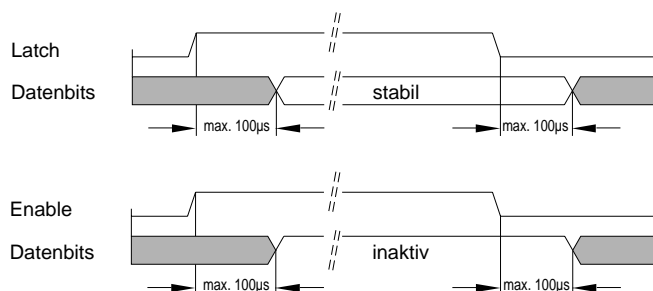 Latch
Datenbits stabil
max. 100µs max. 100µs
Enable
Datenbits inaktiv
max. 100µs max. 100µs